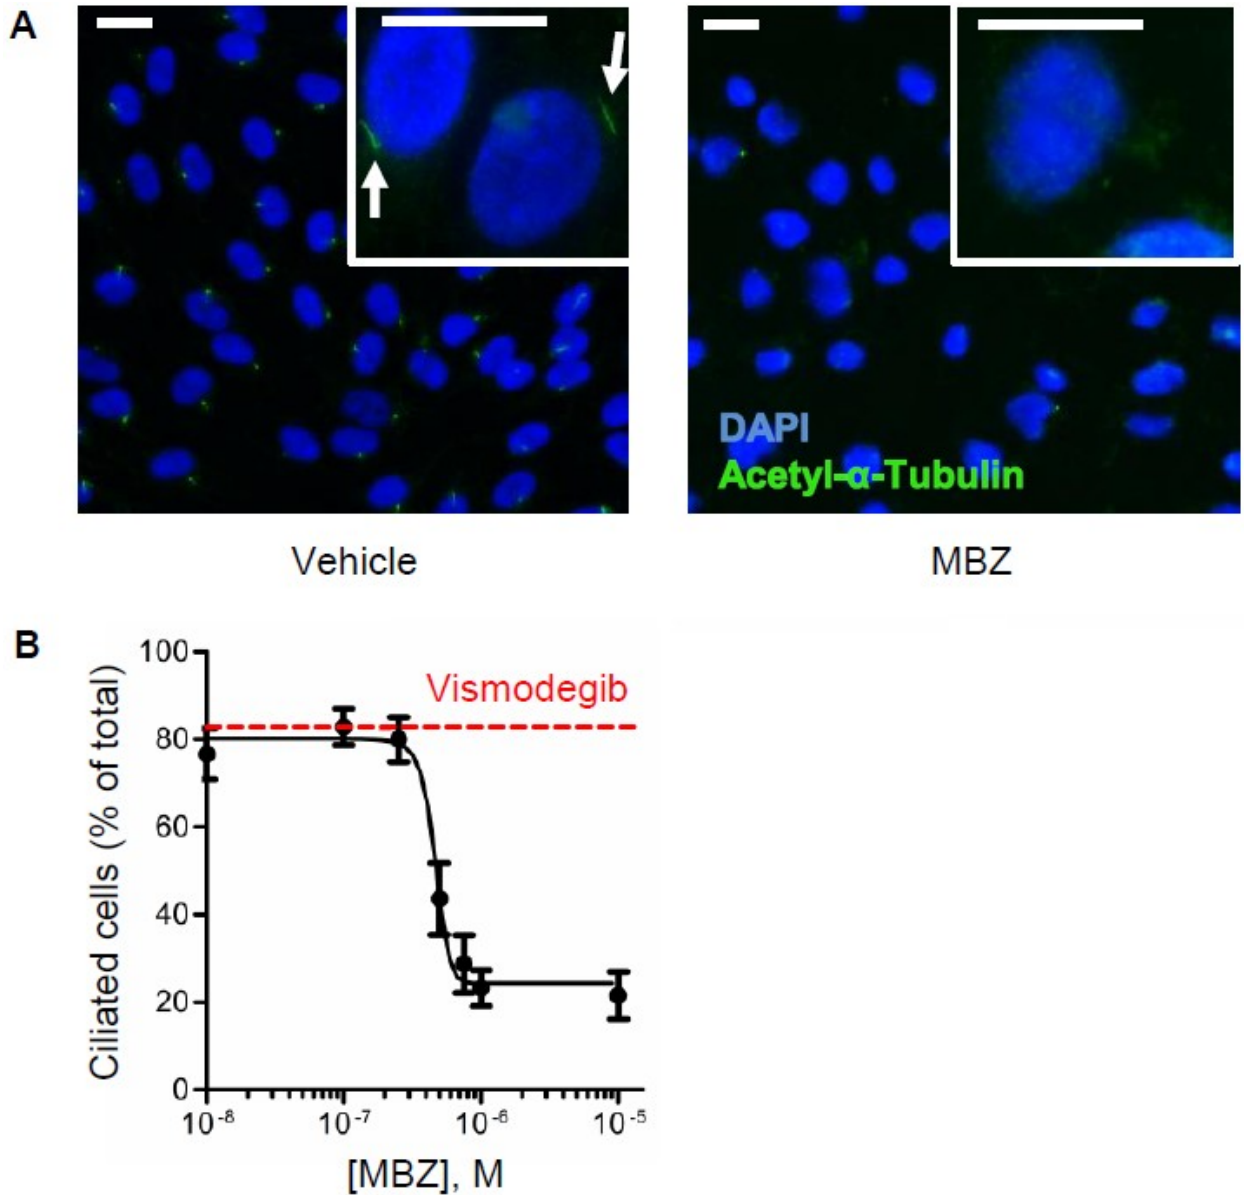 A
DAPI
Acetyl-α-Tubulin
Vehicle
MBZ
B
Vismodegib
Ciliated cells (% of total)
100
80
60
40
20
0
10⁻⁸ 10⁻⁷ 10⁻⁶ 10⁻⁵
[MBZ], M